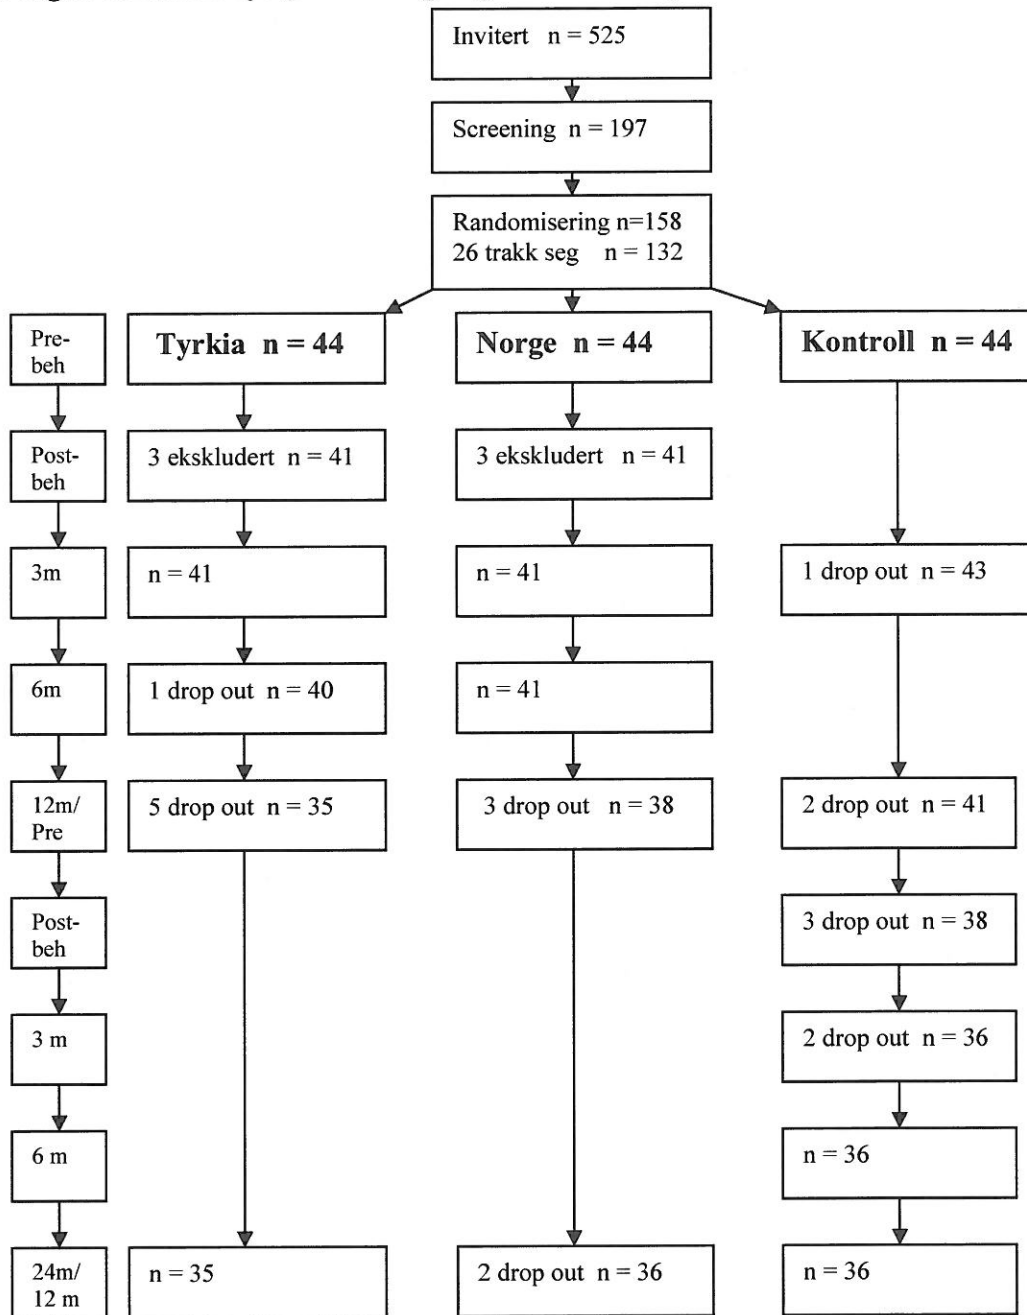 Invitert n = 525
Screening n = 197
Randomisering n=158
26 trakk seg n = 132
Pre-
beh
Tyrkia n = 44
Norge n = 44
Kontroll n = 44
Post-
beh
3 ekskludert n = 41
3 ekskludert n = 41
3m
n = 41
n = 41
1 drop out n = 43
6m
1 drop out n = 40
n = 41
12m/
Pre
5 drop out n = 35
3 drop out n = 38
2 drop out n = 41
Post-
beh
3 drop out n = 38
3 m
2 drop out n = 36
6 m
n = 36
24m/
12 m
n = 35
2 drop out n = 36
n = 36